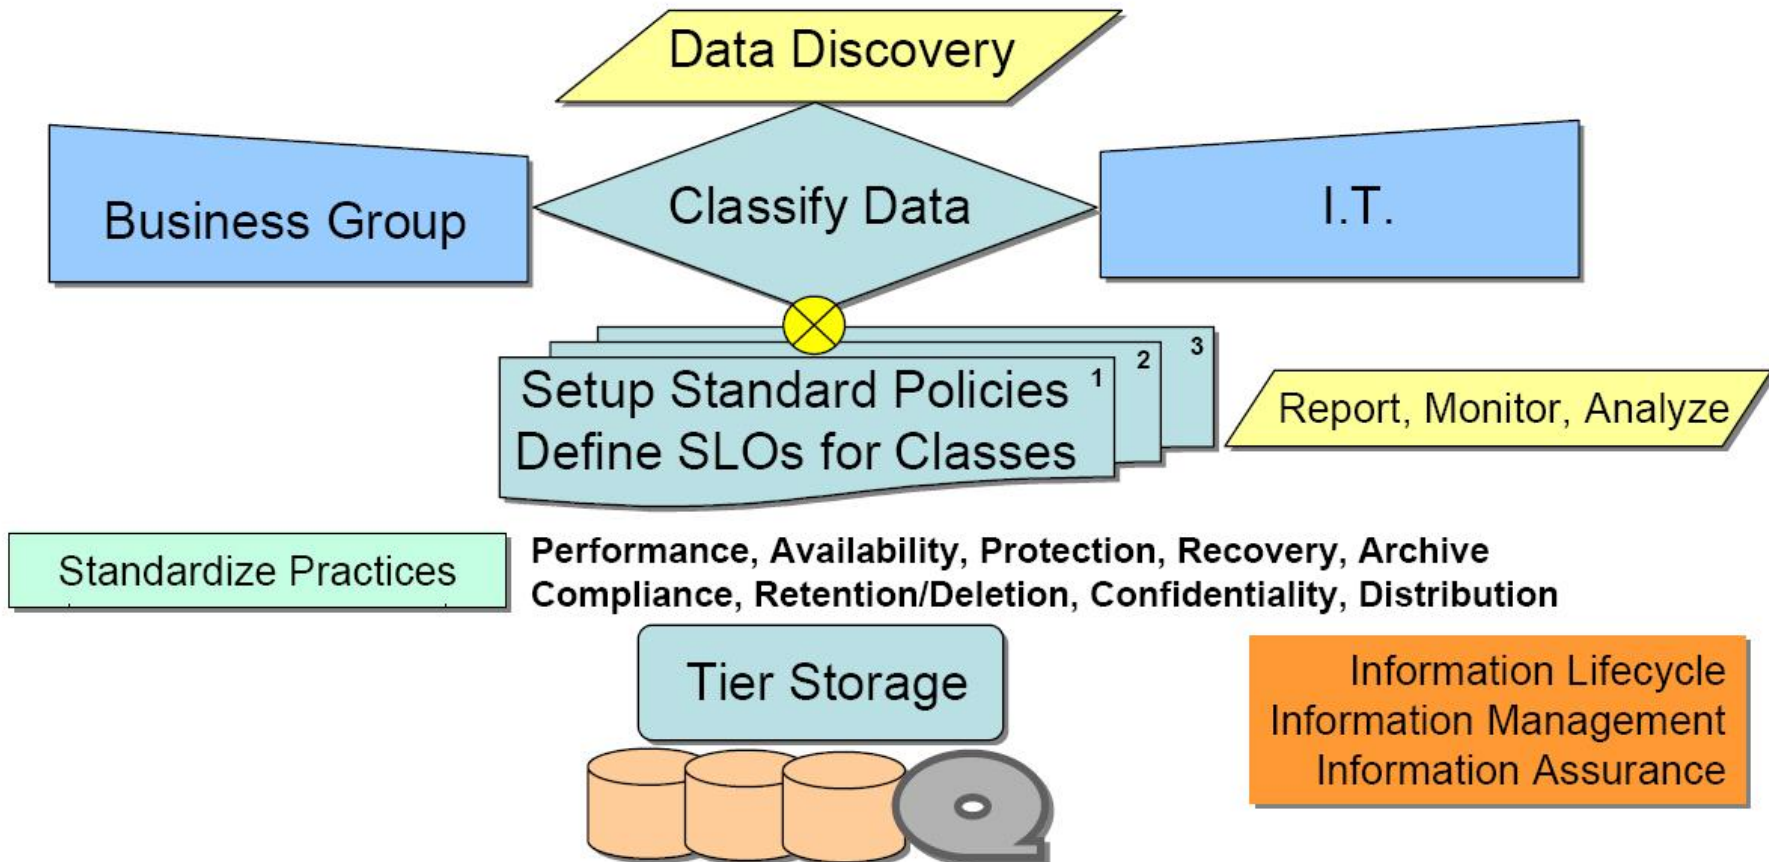 Data Discovery
Business Group
Classify Data
I.T.
3
2
1
Setup Standard Policies
Define SLOs for Classes
Report, Monitor, Analyze
Standardize Practices
Performance, Availability, Protection, Recovery, Archive
Compliance, Retention/Deletion, Confidentiality, Distribution
Tier Storage
Information Lifecycle
Information Management
Information Assurance